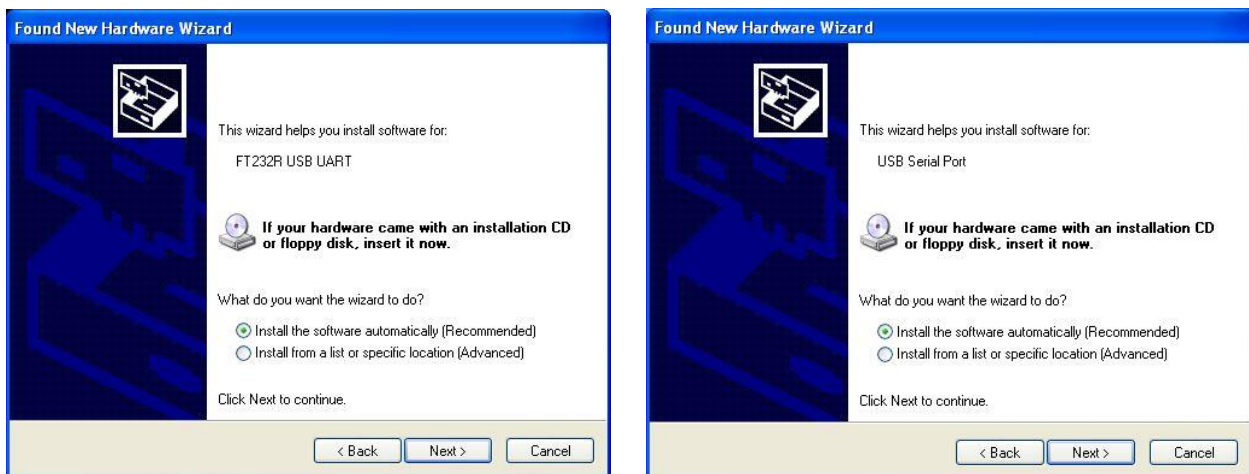 Found New Hardware Wizard
This wizard helps you install software for:
FT232R USB UART
If your hardware came with an installation CD
or floppy disk, insert it now.
What do you want the wizard to do?
Install the software automatically (Recommended)
Install from a list or specific location (Advanced)
Click Next to continue.
< Back
Next >
Cancel
Found New Hardware Wizard
This wizard helps you install software for:
USB Serial Port
If your hardware came with an installation CD
or floppy disk, insert it now.
What do you want the wizard to do?
Install the software automatically (Recommended)
Install from a list or specific location (Advanced)
Click Next to continue.
< Back
Next >
Cancel